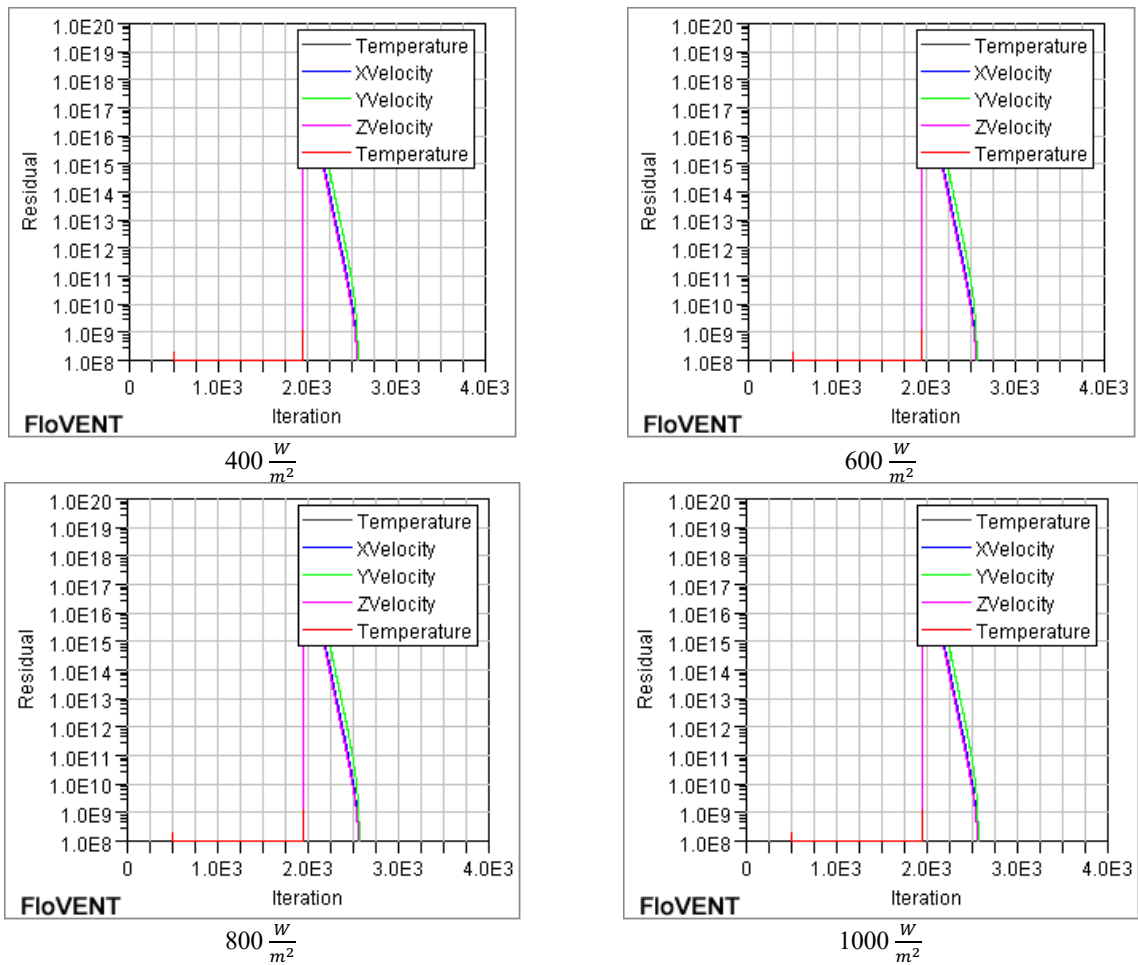 1.0E20
1.0E19
1.0E18
1.0E17
1.0E16
1.0E15
1.0E14
1.0E13
1.0E12
1.0E11
1.0E10
1.0E9
1.0E8
Residual
Temperature
XVelocity
YVelocity
ZVelocity
Temperature
0 1.0E3 2.0E3 3.0E3 4.0E3
Iteration
FloVENT
400 W/m²
1.0E20
1.0E19
1.0E18
1.0E17
1.0E16
1.0E15
1.0E14
1.0E13
1.0E12
1.0E11
1.0E10
1.0E9
1.0E8
Residual
Temperature
XVelocity
YVelocity
ZVelocity
Temperature
0 1.0E3 2.0E3 3.0E3 4.0E3
Iteration
FloVENT
600 W/m²
1.0E20
1.0E19
1.0E18
1.0E17
1.0E16
1.0E15
1.0E14
1.0E13
1.0E12
1.0E11
1.0E10
1.0E9
1.0E8
Residual
Temperature
XVelocity
YVelocity
ZVelocity
Temperature
0 1.0E3 2.0E3 3.0E3 4.0E3
Iteration
FloVENT
800 W/m²
1.0E20
1.0E19
1.0E18
1.0E17
1.0E16
1.0E15
1.0E14
1.0E13
1.0E12
1.0E11
1.0E10
1.0E9
1.0E8
Residual
Temperature
XVelocity
YVelocity
ZVelocity
Temperature
0 1.0E3 2.0E3 3.0E3 4.0E3
Iteration
FloVENT
1000 W/m²